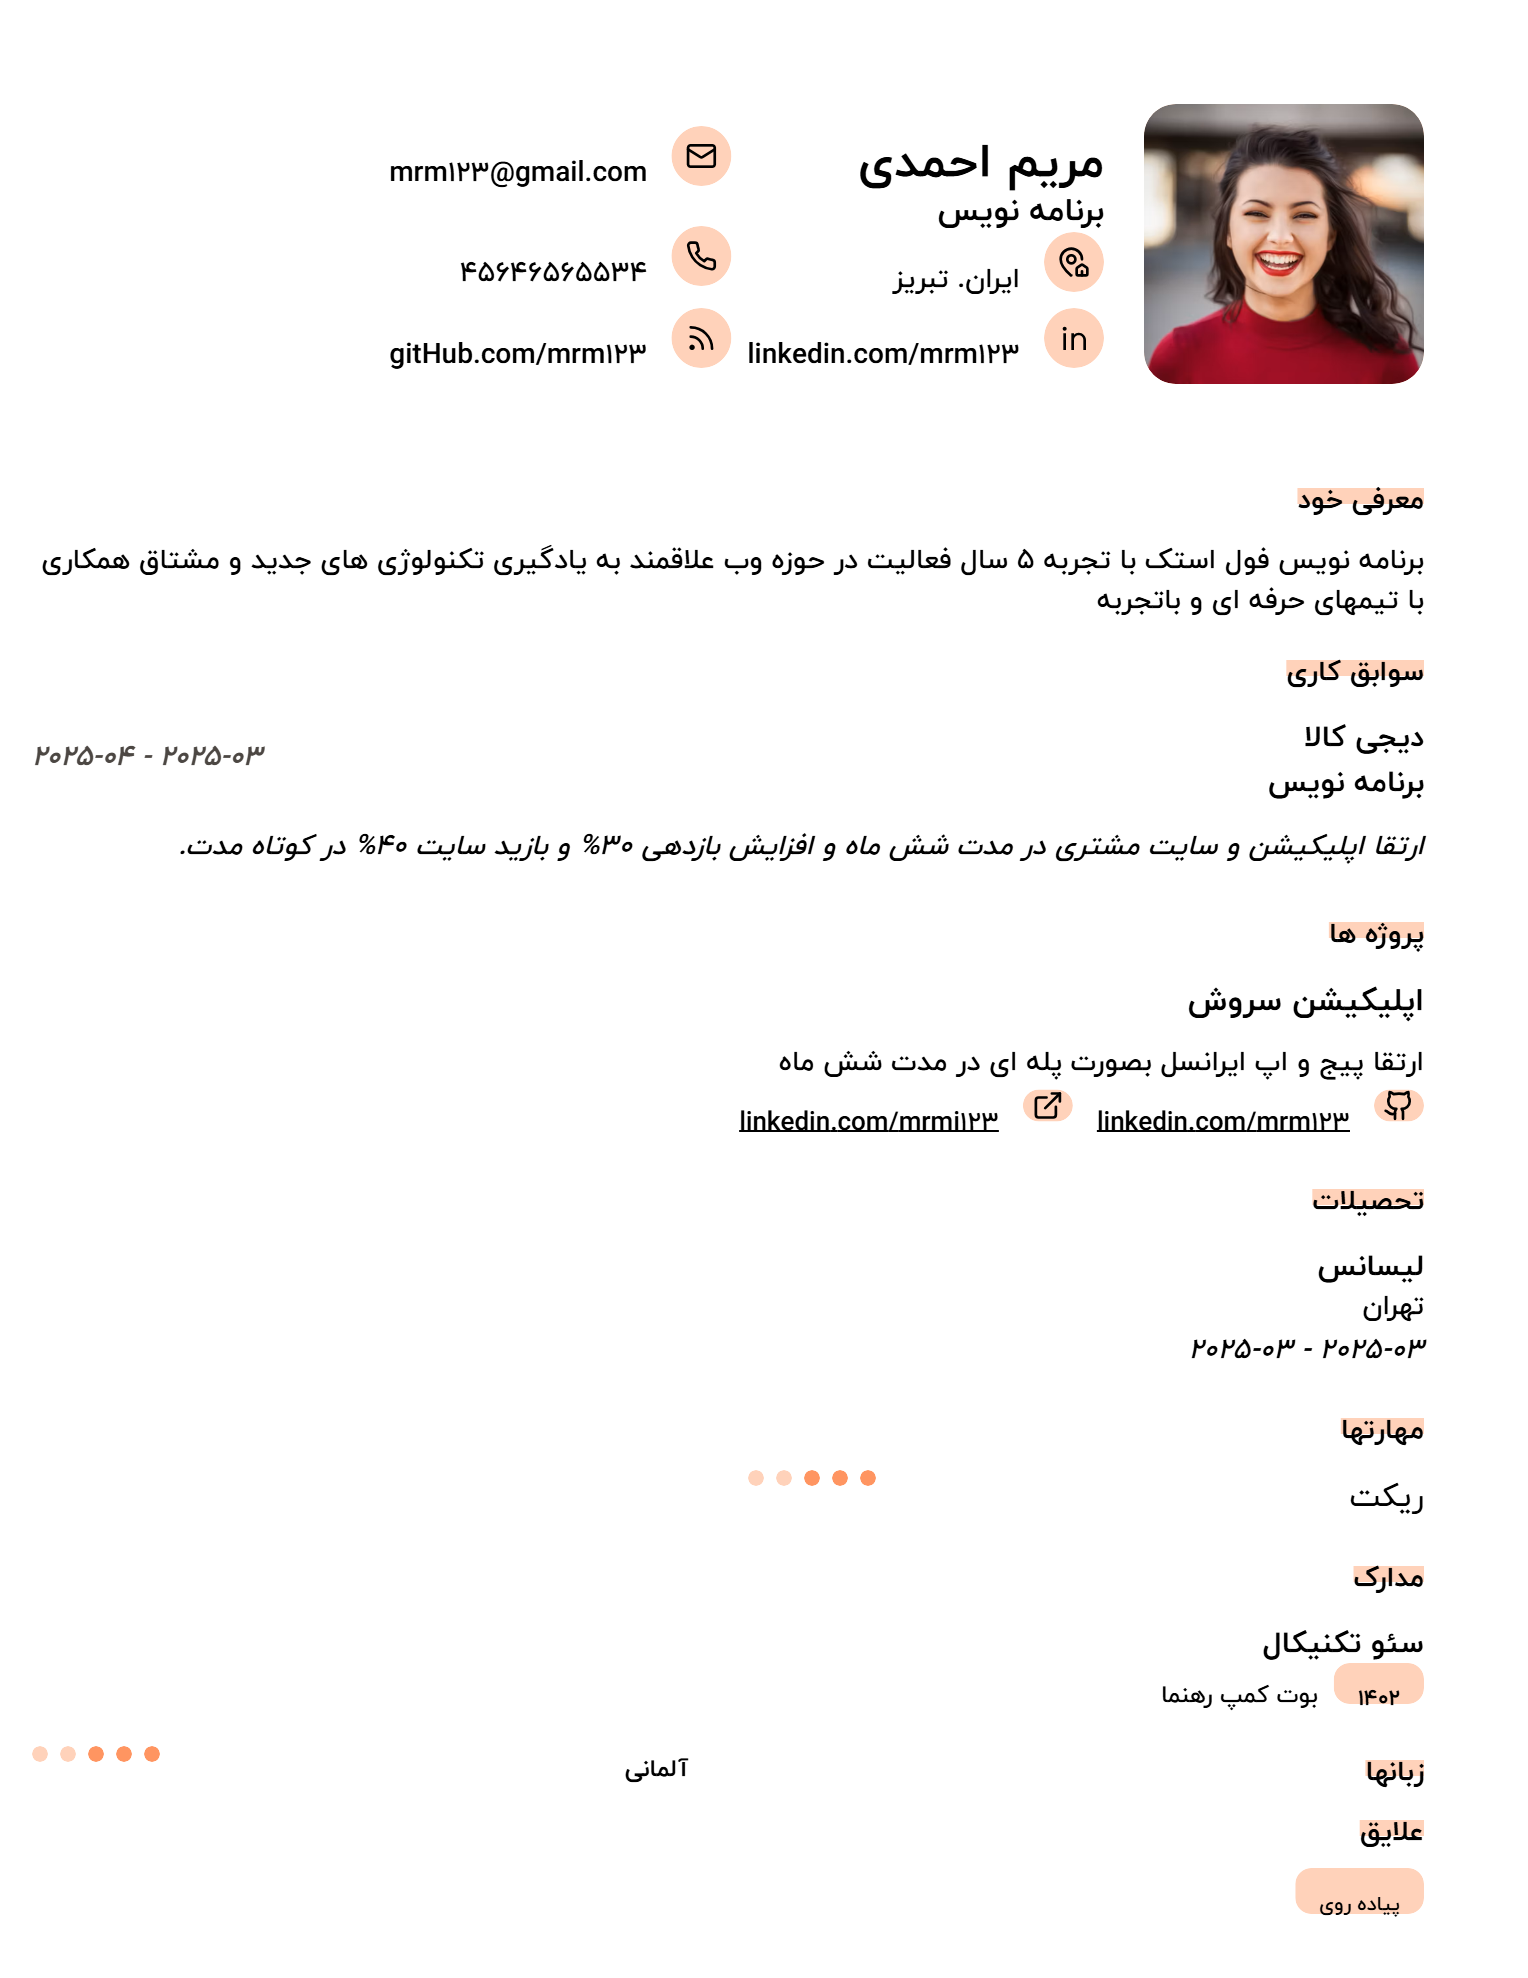 مریم احمدی
برنامه نویس
ایران. تبریز
linkedin.com/mrm۱۲۳
mrm۱۲۳@gmail.com
۴۵۶۴۶۵۶۵۵۳۴
gitHub.com/mrm۱۲۳
معرفی خود
برنامه نویس فول استک با تجربه ۵ سال فعالیت در حوزه وب علاقمند به یادگیری تکنولوژی های جدید و مشتاق همکاری
با تیمهای حرفه ای و باتجربه
سوابق کاری
دیجی کالا
۲۰۲۵-۰۴ - ۲۰۲۵-۰۳
برنامه نویس
ارتقا اپلیکیشن و سایت مشتری در مدت شش ماه و افزایش بازدهی ۳۰% و بازید سایت ۴۰% در کوتاه مدت.
پروژه ها
اپلیکیشن سروش
ارتقا پیج و اپ ایرانسل بصورت پله ای در مدت شش ماه
linkedin.com/mrm۱۲۳
linkedin.com/mrmi۱۲۳
تحصیلات
لیسانس
تهران
۲۰۲۵-۰۳ - ۲۰۲۵-۰۳
مهارتها
ریکت
مدارک
سئو تکنیکال
۱۴۰۲ بوت کمپ رهنما
زبانها
آلمانی
علایق
پیاده روی